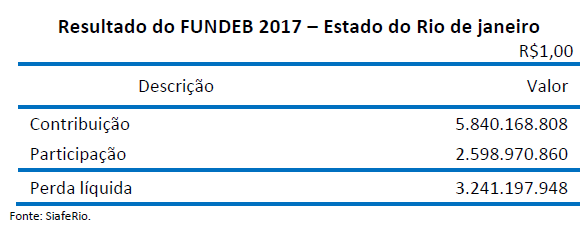 Resultado do FUNDEB 2017 – Estado do Rio de janeiro
R$1,00
Descrição Valor
Contribuição 5.840.168.808
Participação 2.598.970.860
Perda líquida 3.241.197.948
Fonte: SiafeRio.